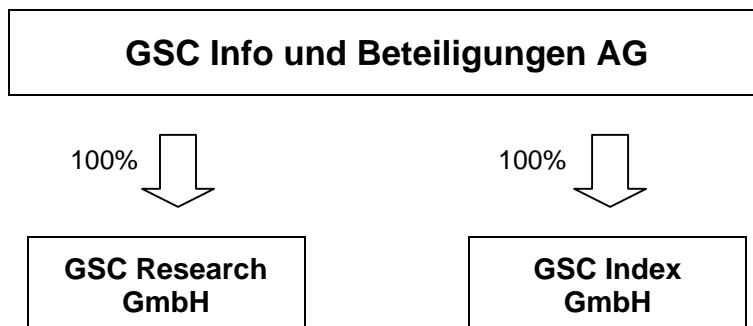 GSC Info und Beteiligungen AG
100%
100%
GSC Research
GmbH
GSC Index
GmbH